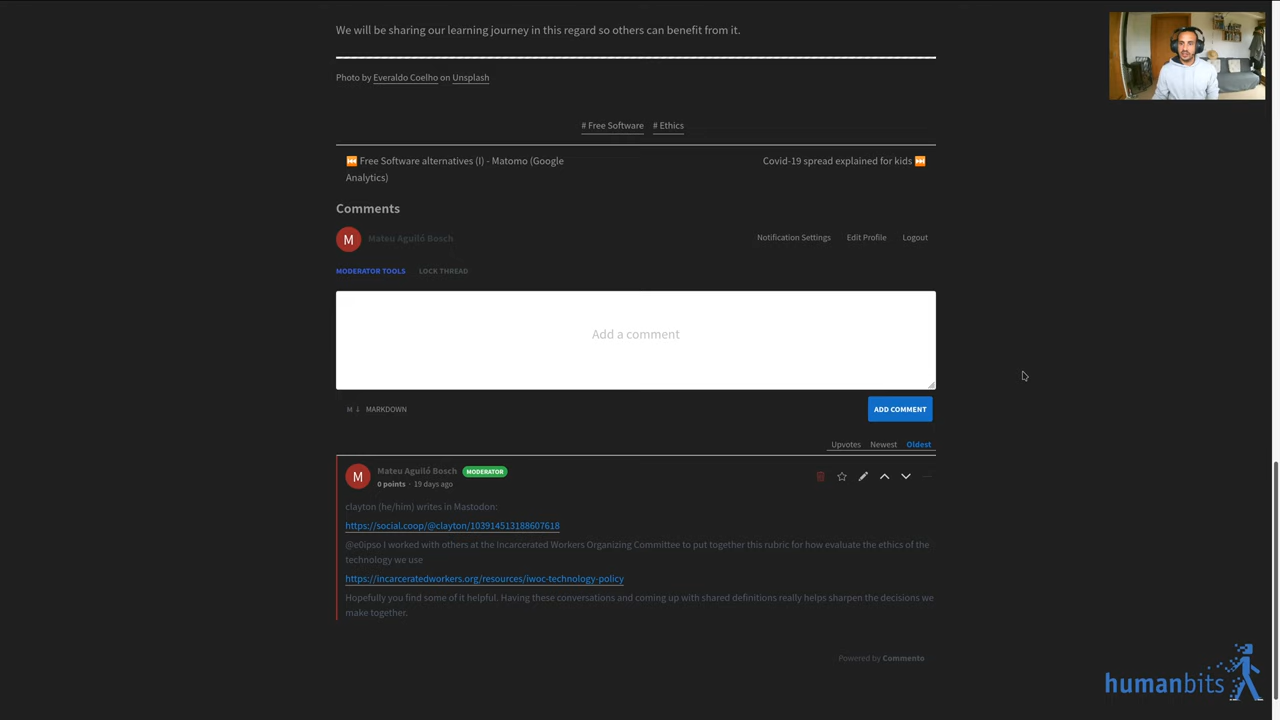 We will be sharing our learning journey in this regard so others can benefit from it.
Photo by Everaldo Coelho on Unsplash
# Free Software # Ethics
⏪ Free Software alternatives (I) - Matomo (Google
Analytics)
Covid-19 spread explained for kids ⏩
Comments
M Mateu Aguiló Bosch
Notification Settings Edit Profile Logout
MODERATOR TOOLS LOCK THREAD
Add a comment
M↓ MARKDOWN
ADD COMMENT
Upvotes Newest Oldest
M Mateu Aguiló Bosch MODERATOR
0 points · 19 days ago
clayton (he/him) writes in Mastodon:
https://social.coop/@clayton/103914513188607618
@e0ipso I worked with others at the Incarcerated Workers Organizing Committee to put together this rubric for how evaluate the ethics of the
technology we use
https://incarceratedworkers.org/resources/iwoc-technology-policy
Hopefully you find some of it helpful. Having these conversations and coming up with shared definitions really helps sharpen the decisions we
make together.
Powered by Commento
humanbits